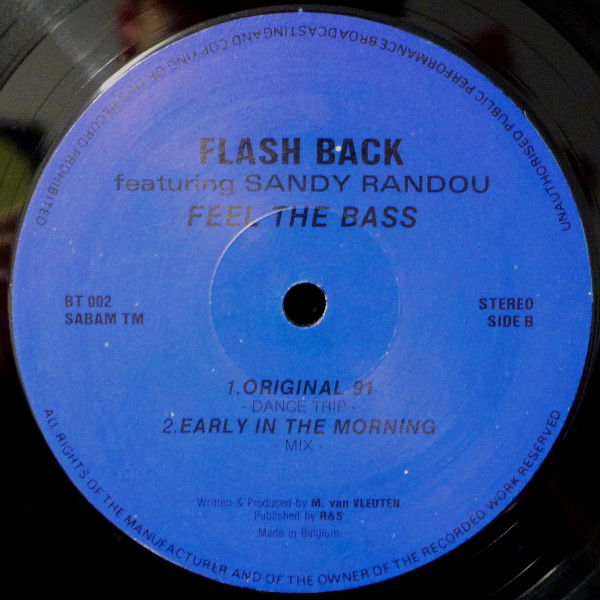 UNAUTHORISED PUBLIC PERFORMANCE BROADCASTING AND COPYING OF THIS RECORD PROHIBITED
FLASH BACK
featuring SANDY RANDOU
FEEL THE BASS
BT 002
SABAM TM
STEREO
SIDE B
1.ORIGINAL 91
- DANCE TRIP -
2.EARLY IN THE MORNING
- MIX -
Written & Produced by M. van VLEUTEN
Published by R&S
Made in Belgium
ALL RIGHTS OF THE MANUFACTURER AND OF THE OWNER OF THE RECORDED WORK RESERVED